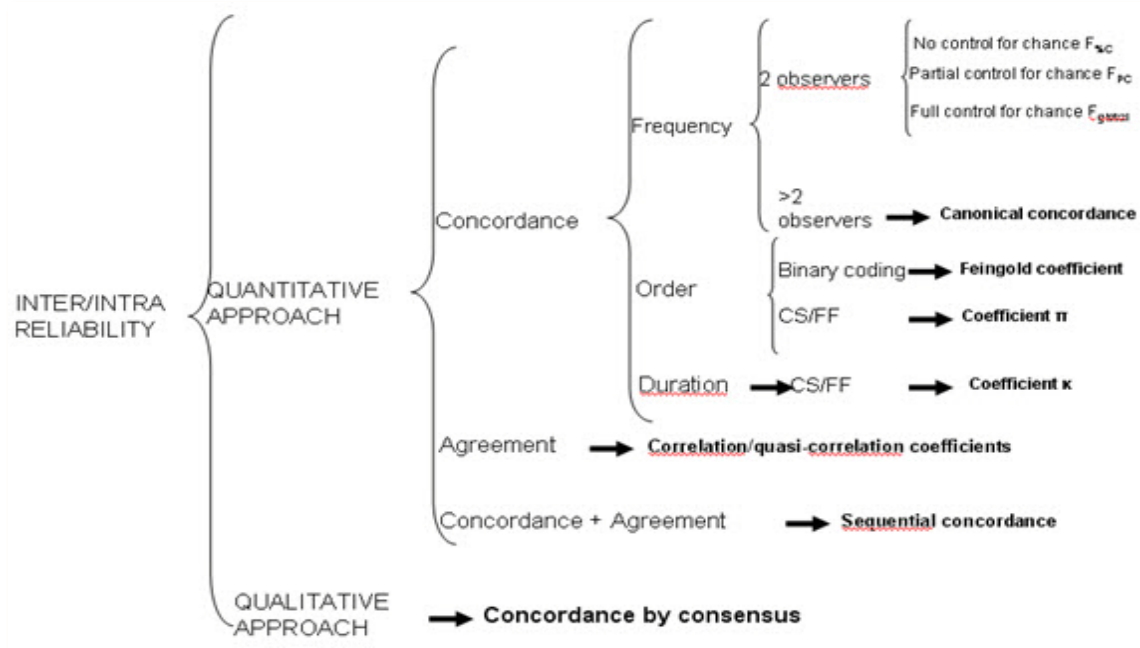 No control for chance F%C
2 observers
Partial control for chance FPC
Full control for chance Fglobal
Frequency
>2
observers
Canonical concordance
Concordance
Binary coding
Feingold coefficient
Order
CS/FF
Coefficient π
INTER/INTRA
RELIABILITY
QUANTITATIVE
APPROACH
Duration
CS/FF
Coefficient κ
Agreement
Correlation/quasi-correlation coefficients
Concordance + Agreement
Sequential concordance
QUALITATIVE
APPROACH
Concordance by consensus